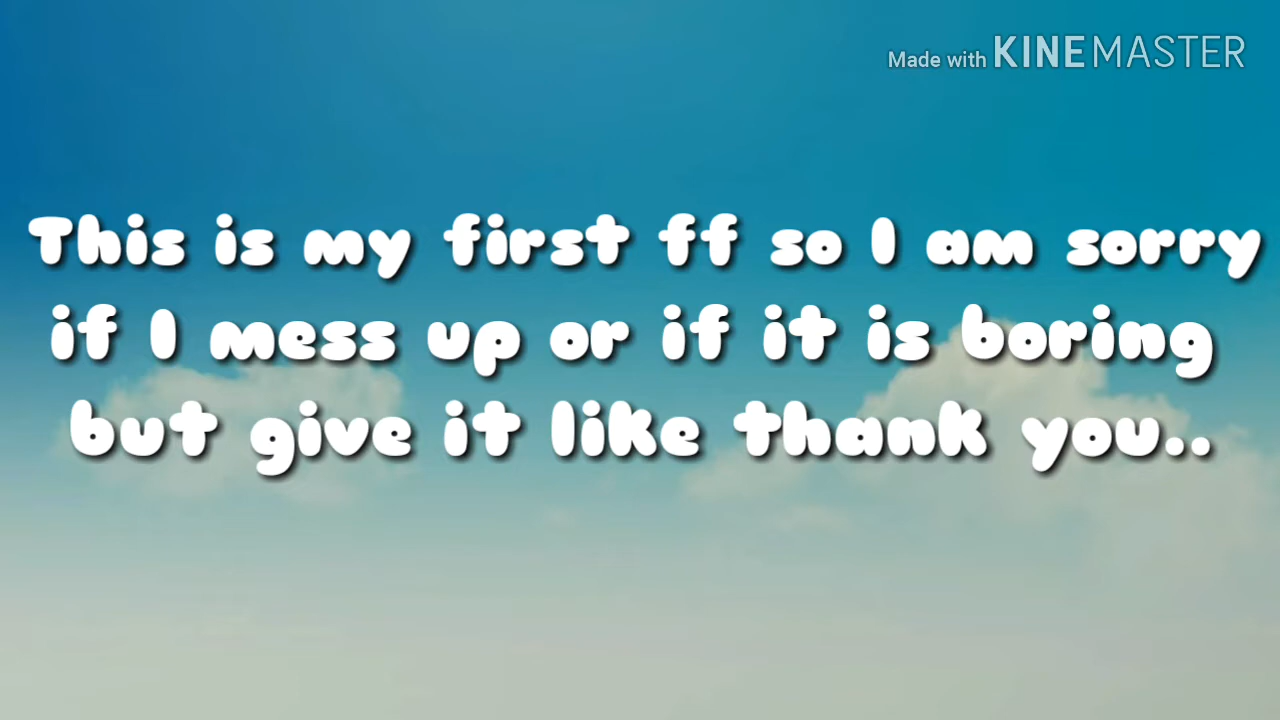 Made with KINEMASTER
This is my first ff so I am sorry
if I mess up or if it is boring
but give it like thank you..